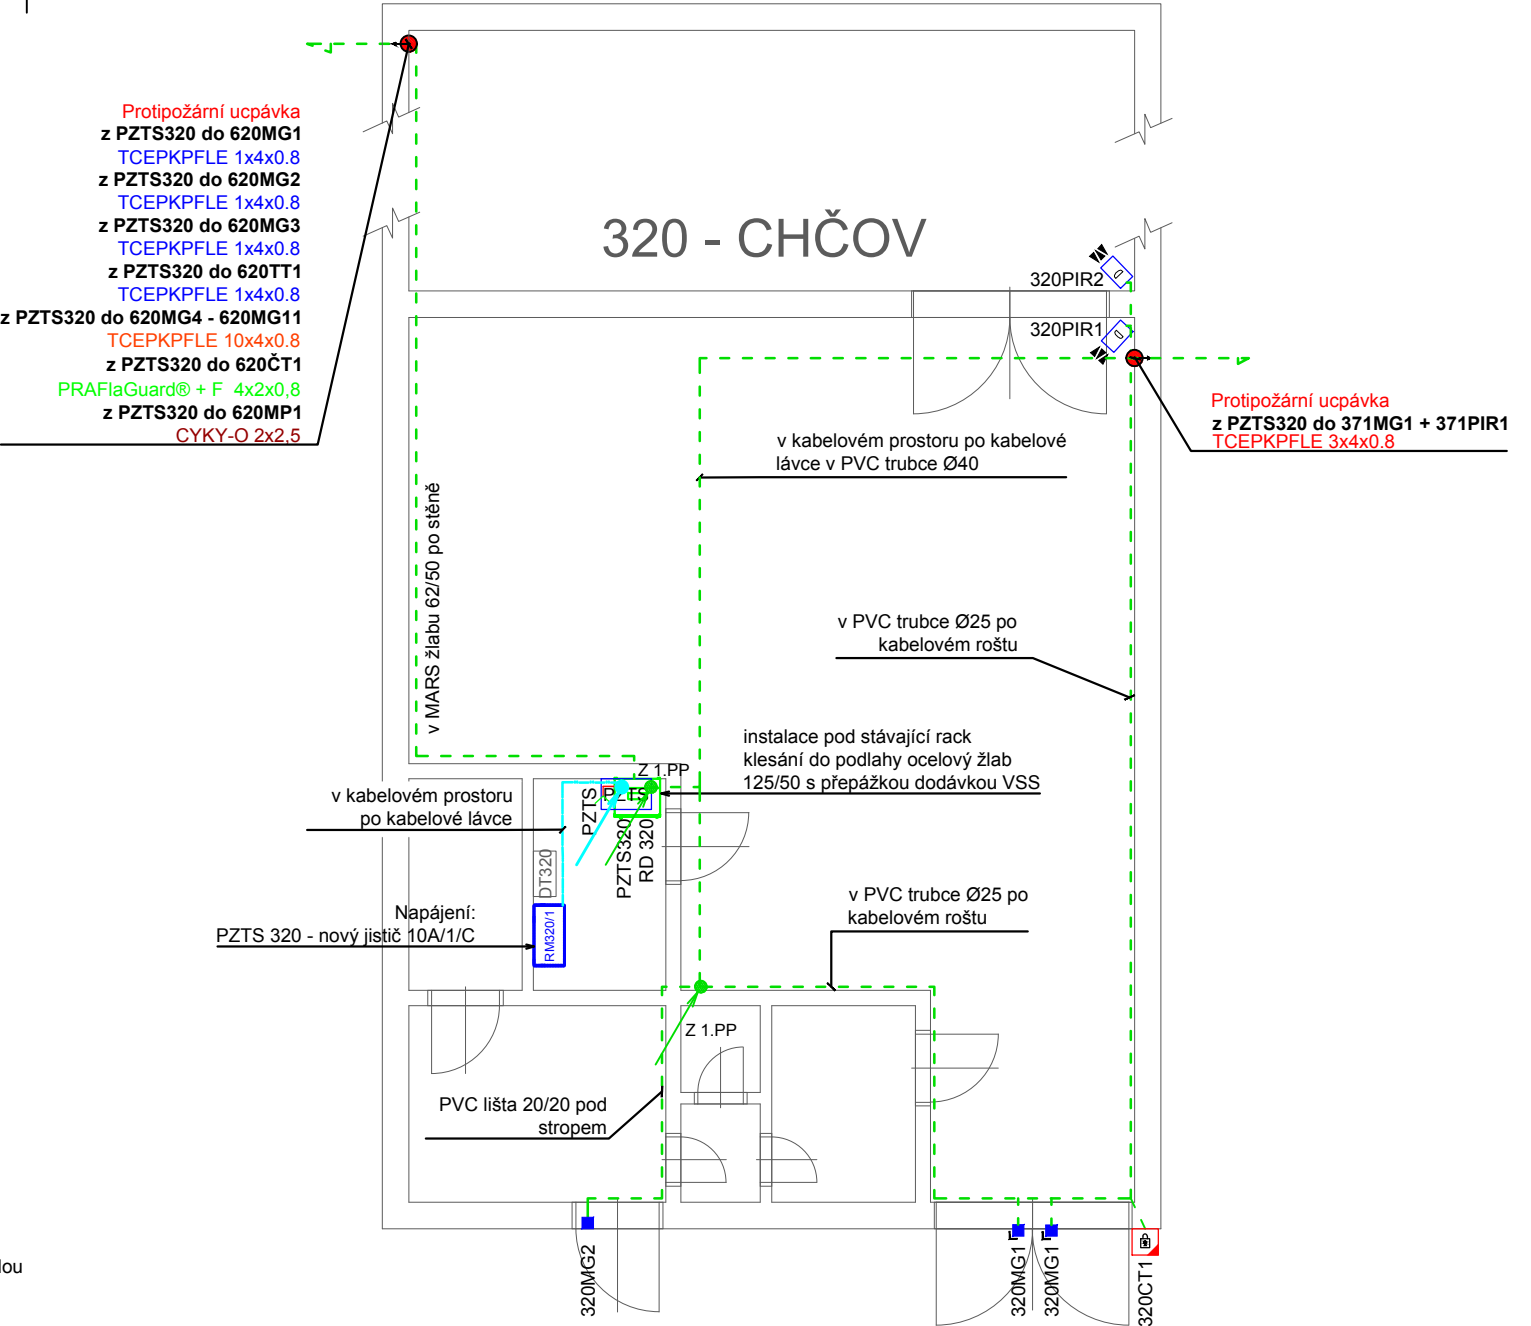 Protipožární ucpávka
z PZTS320 do 620MG1
TCEPKPFLE 1x4x0.8
z PZTS320 do 620MG2
TCEPKPFLE 1x4x0.8
z PZTS320 do 620MG3
TCEPKPFLE 1x4x0.8
z PZTS320 do 620TT1
TCEPKPFLE 1x4x0.8
z PZTS320 do 620MG4 - 620MG11
TCEPKPFLE 10x4x0.8
z PZTS320 do 620ČT1
PRAFlaGuard® + F 4x2x0,8
z PZTS320 do 620MP1
CYKY-O 2x2,5
320 - CHČOV
320PIR2
320PIR1
Protipožární ucpávka
z PZTS320 do 371MG1 + 371PIR1
TCEPKPFLE 3x4x0.8
v kabelovém prostoru po kabelové
lávce v PVC trubce Ø40
v MARS žlabu 62/50 po stěně
v PVC trubce Ø25 po
kabelovém roštu
instalace pod stávající rack
klesání do podlahy ocelový žlab
125/50 s přepážkou dodávkou VSS
Z 1.PP
PZTS
PZTS
PZTS320
RD 320
v kabelovém prostoru
po kabelové lávce
DT320
RM320/1
Napájení:
PZTS 320 - nový jistič 10A/1/C
v PVC trubce Ø25 po
kabelovém roštu
Z 1.PP
PVC lišta 20/20 pod
stropem
320MG2
320MG1
320MG1
320CT1
lou